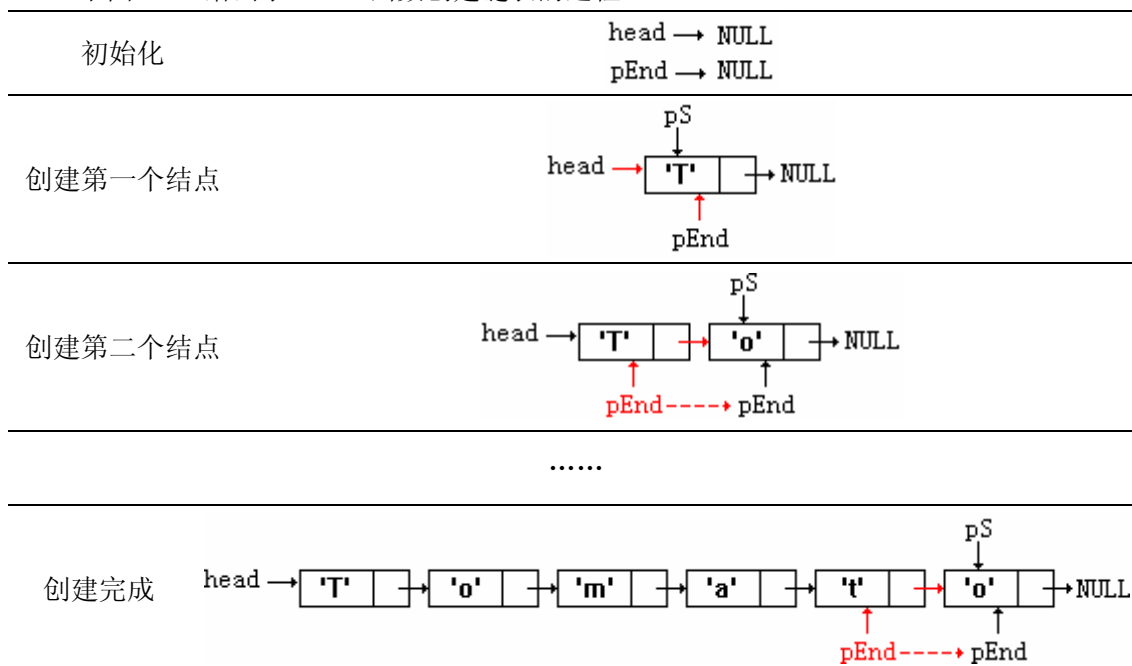 初始化
head → NULL
pEnd → NULL
创建第一个结点
pS
head → 'T' → NULL
pEnd
创建第二个结点
pS
head → 'T' → 'o' → NULL
pEnd----→ pEnd
......
创建完成
pS
head → 'T' → 'o' → 'm' → 'a' → 't' → 'o' → NULL
pEnd----→ pEnd